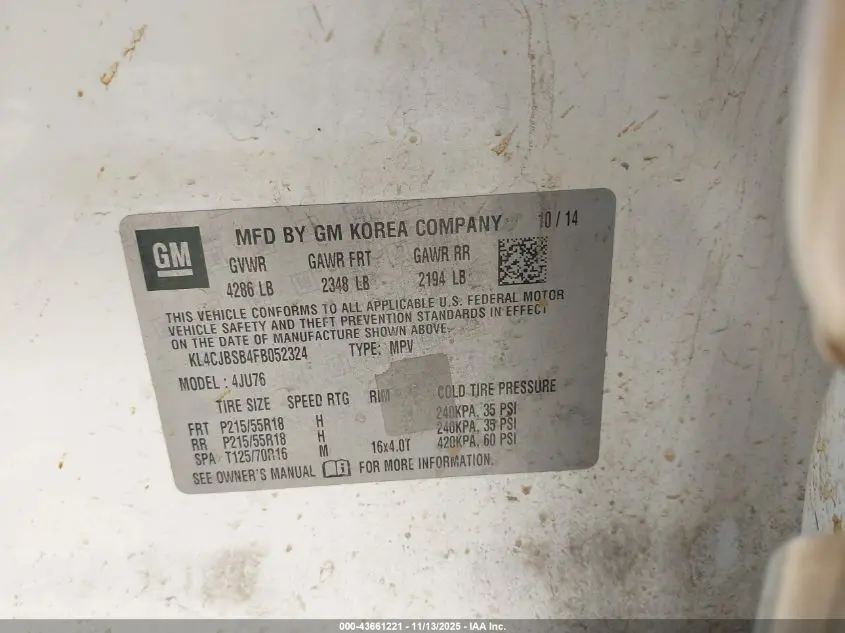 GM
MFD BY GM KOREA COMPANY 10 / 14
GVWR GAWR FRT GAWR RR
4286 LB 2348 LB 2194 LB
THIS VEHICLE CONFORMS TO ALL APPLICABLE U.S. FEDERAL MOTOR
VEHICLE SAFETY AND THEFT PREVENTION STANDARDS IN EFFECT
ON THE DATE OF MANUFACTURE SHOWN ABOVE.
KL4CJBSB4FB052324 TYPE: MPV
MODEL : 4JU76
TIRE SIZE SPEED RTG RIM COLD TIRE PRESSURE
FRT P215/55R18 H 240KPA, 35 PSI
RR P215/55R18 H 240KPA, 35 PSI
SPA T125/70R16 M 16x4.0T 420KPA, 60 PSI
SEE OWNER'S MANUAL FOR MORE INFORMATION.
000-43661221 - 11/13/2025 - IAA Inc.